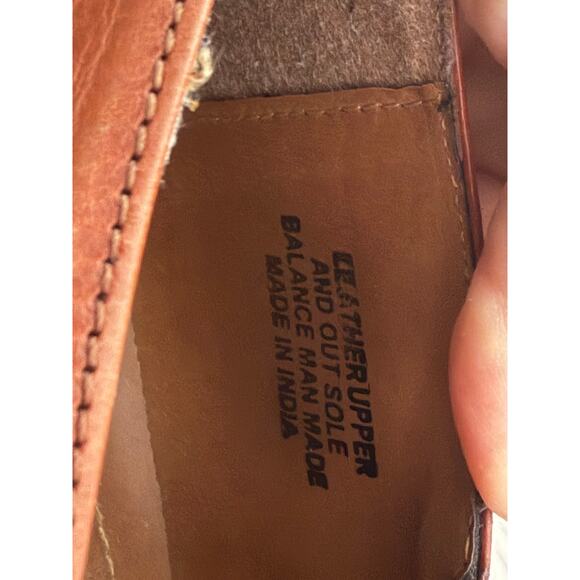 LEATHER UPPER
AND OUT SOLE
BALANCE MAN MADE
MADE IN INDIA